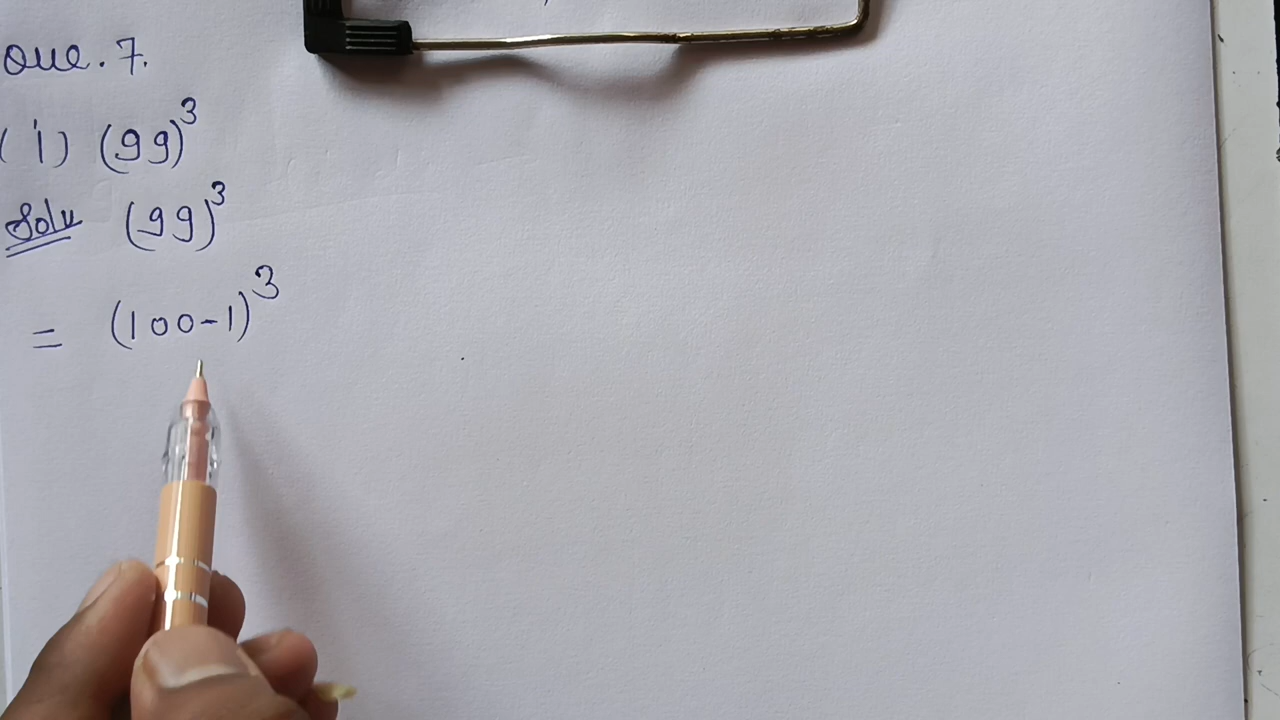 Que. 7.
(i) (99)³
Solu (99)³
= (100-1)³